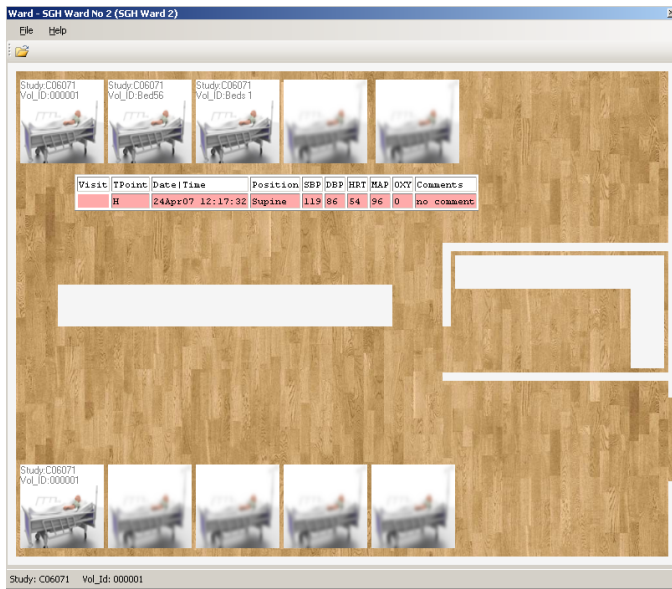 Ward - SGH Ward No 2 (SGH Ward 2)
File Help
Study:C06071
Vol_ID:000001
Study:C06071
Vol_ID:Bed56
Study:C06071
Vol_ID:Beds 1
Visit TPoint Date|Time Position SBP DBP HRT MAP OXY Comments
H 24Apr07 12:17:32 Supine 119 86 54 96 0 no comment
Study:C06071
Vol_ID:000001
Study: C06071 Vol_Id: 000001